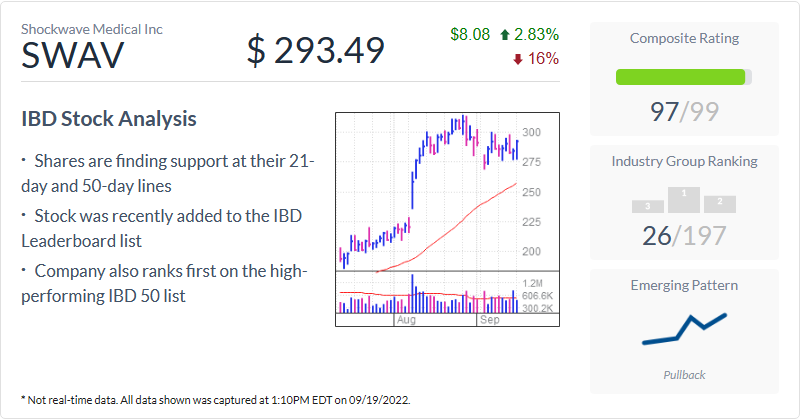 Shockwave Medical Inc
SWAV
$ 293.49
$8.08 2.83%
16%
IBD Stock Analysis
· Shares are finding support at their 21-
day and 50-day lines
· Stock was recently added to the IBD
Leaderboard list
· Company also ranks first on the high-
performing IBD 50 list
300
275
250
225
200
1.2M
606.6K
300.2K
Aug Sep
Composite Rating
97/99
Industry Group Ranking
3 1 2
26/197
Emerging Pattern
Pullback
* Not real-time data. All data shown was captured at 1:10PM EDT on 09/19/2022.